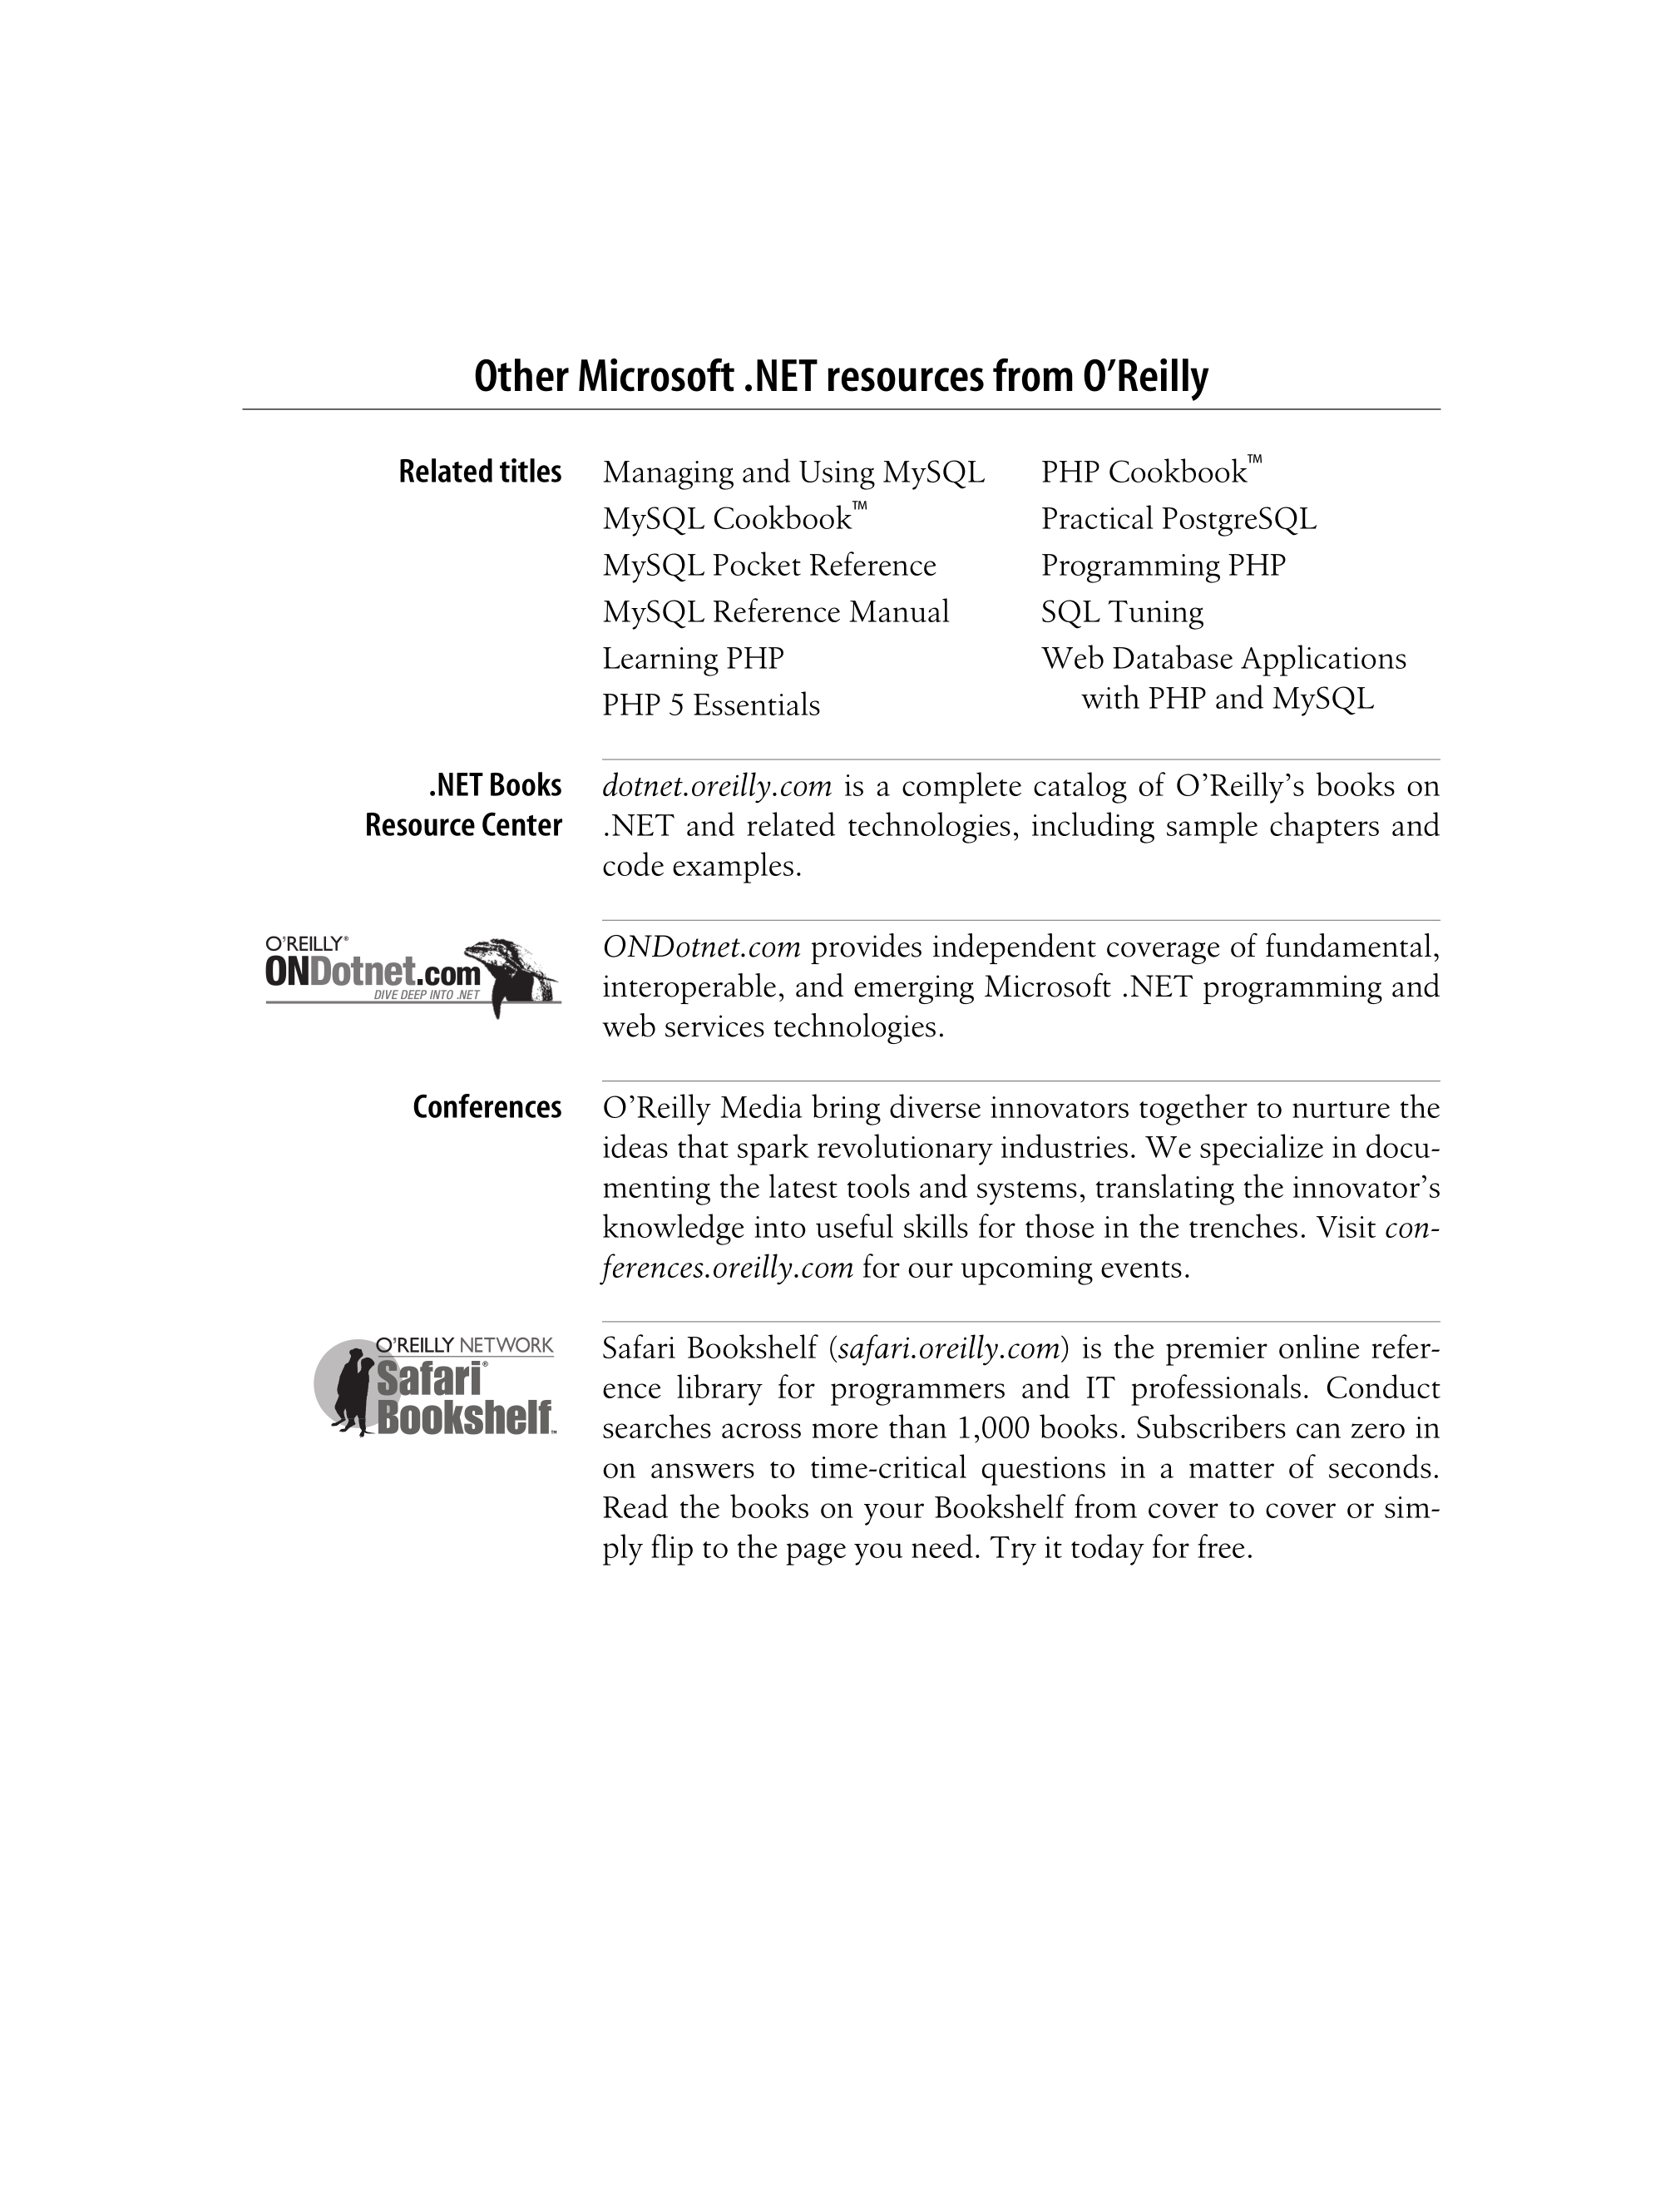 Other Microsoft .NET resources from O’Reilly
Related titles
Managing and Using MySQL
MySQL Cookbook™
MySQL Pocket Reference
MySQL Reference Manual
Learning PHP
PHP 5 Essentials
PHP Cookbook™
Practical PostgreSQL
Programming PHP
SQL Tuning
Web Database Applications
with PHP and MySQL
.NET Books
Resource Center
dotnet.oreilly.com is a complete catalog of O’Reilly’s books on
.NET and related technologies, including sample chapters and
code examples.
O’REILLY®
ONDotnet.com
DIVE DEEP INTO .NET
ONDotnet.com provides independent coverage of fundamental,
interoperable, and emerging Microsoft .NET programming and
web services technologies.
Conferences
O’Reilly Media bring diverse innovators together to nurture the
ideas that spark revolutionary industries. We specialize in docu-
menting the latest tools and systems, translating the innovator’s
knowledge into useful skills for those in the trenches. Visit con-
ferences.oreilly.com for our upcoming events.
O’REILLY NETWORK
Safari®
Bookshelf™
Safari Bookshelf (safari.oreilly.com) is the premier online refer-
ence library for programmers and IT professionals. Conduct
searches across more than 1,000 books. Subscribers can zero in
on answers to time-critical questions in a matter of seconds.
Read the books on your Bookshelf from cover to cover or sim-
ply flip to the page you need. Try it today for free.